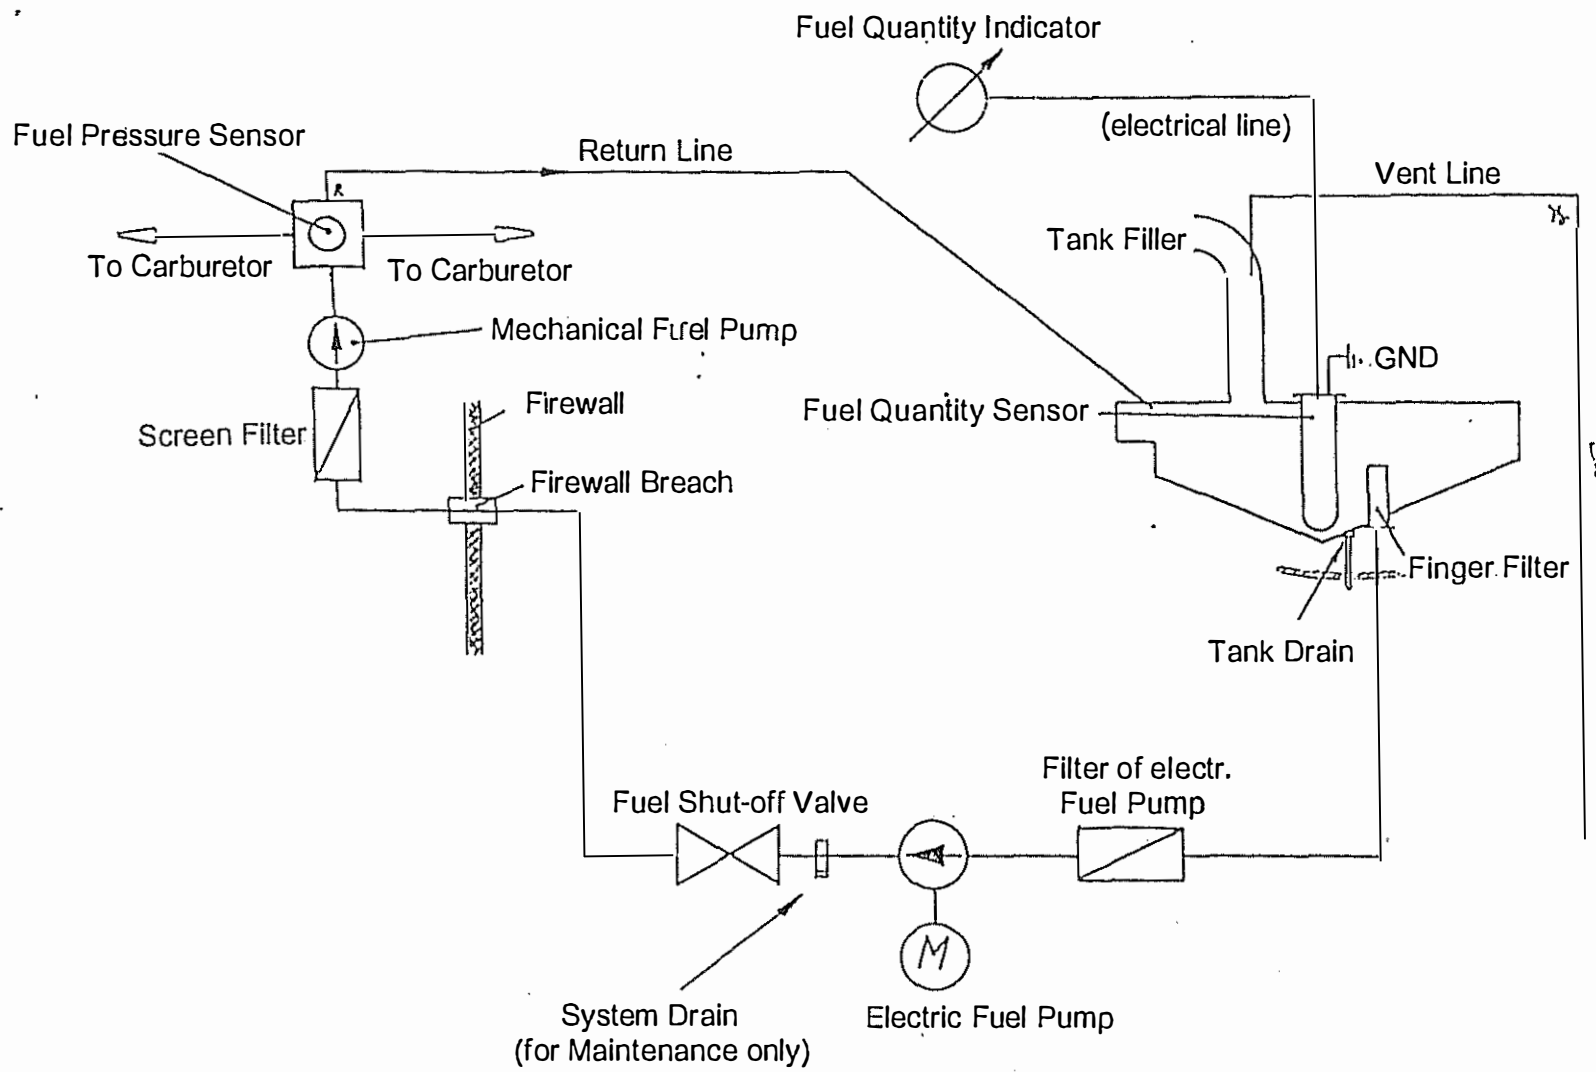 Fuel Quantity Indicator
(electrical line)
Fuel Pressure Sensor
Return Line
Vent Line
R
Tank Filler
To Carburetor
To Carburetor
Mechanical Fuel Pump
GND
Firewall
Fuel Quantity Sensor
Screen Filter
Firewall Breach
Finger Filter
Tank Drain
Filter of electr.
Fuel Pump
Fuel Shut-off Valve
M
System Drain
(for Maintenance only)
Electric Fuel Pump